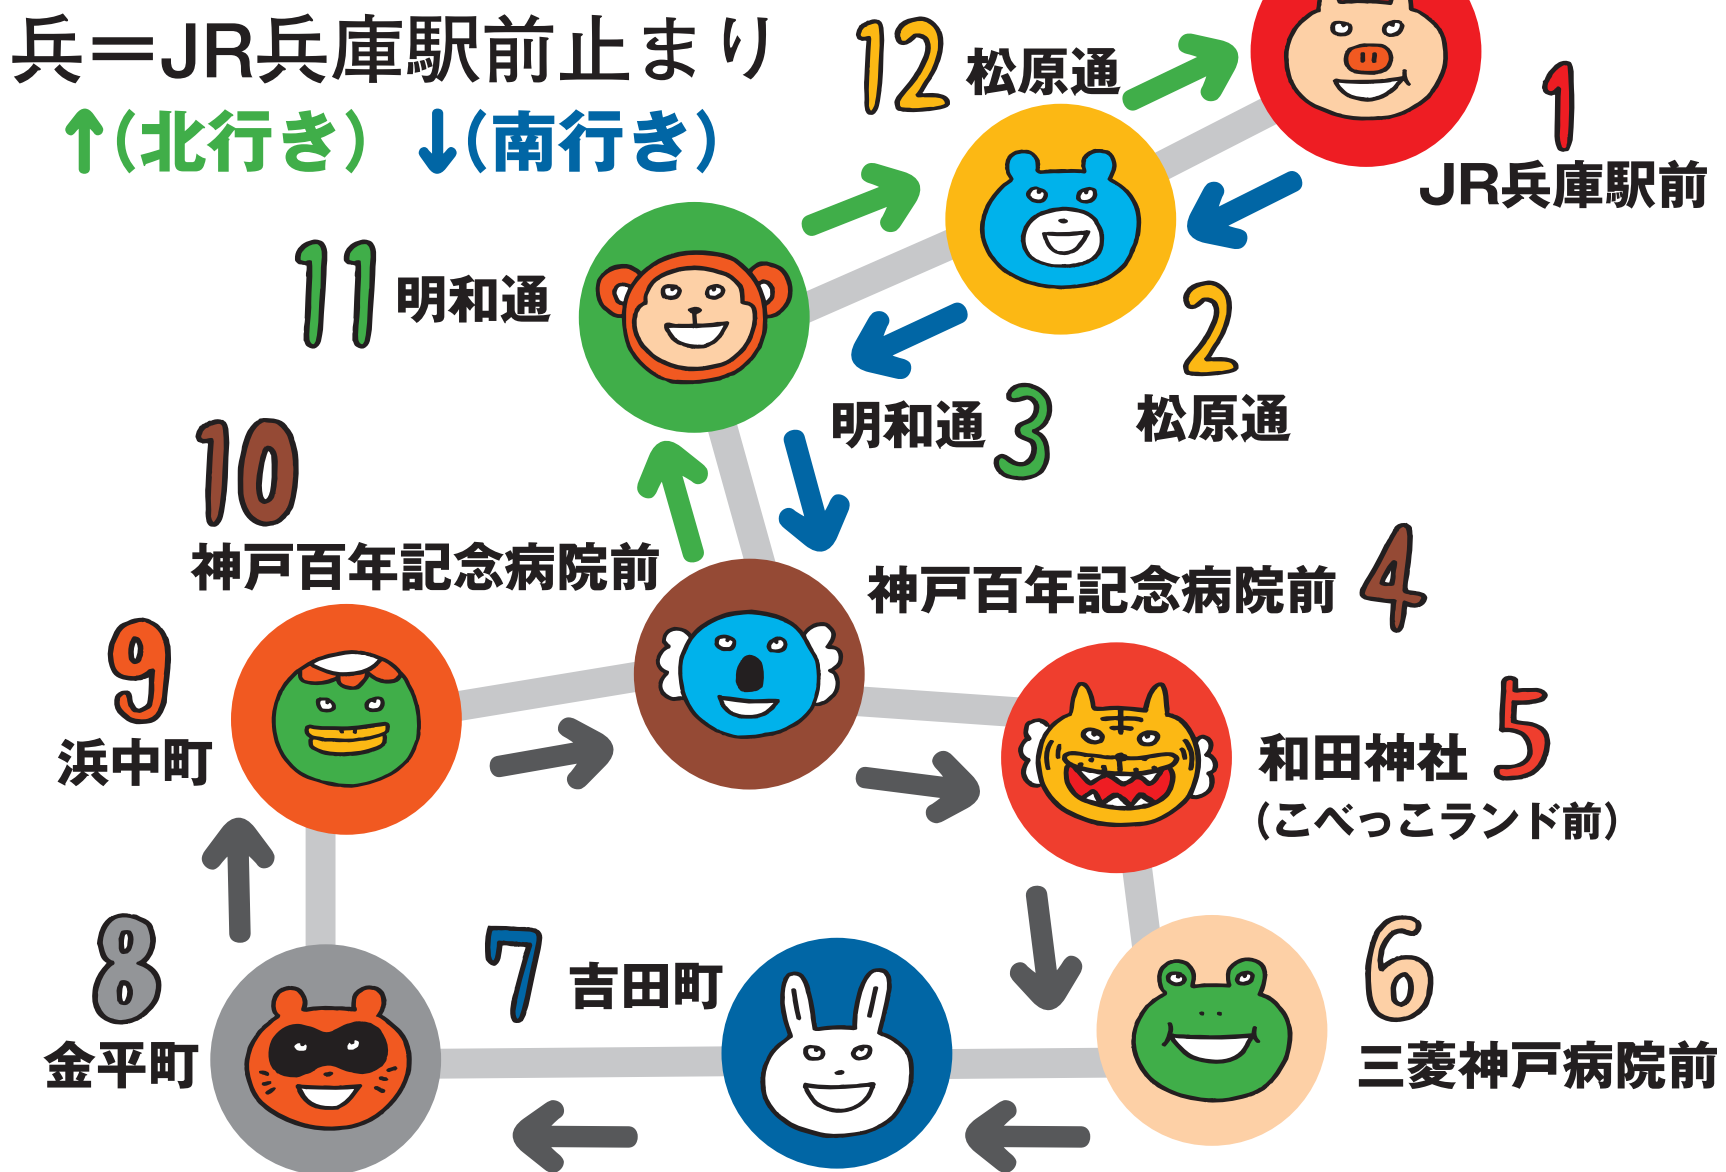 兵＝JR兵庫駅前止まり
↑(北行き) ↓(南行き)
12 松原通
1
JR兵庫駅前
11 明和通
2
松原通
明和通 3
10
神戸百年記念病院前
神戸百年記念病院前 4
9
浜中町
和田神社 5
(こべっこランド前)
8
金平町
7 吉田町
6
三菱神戸病院前